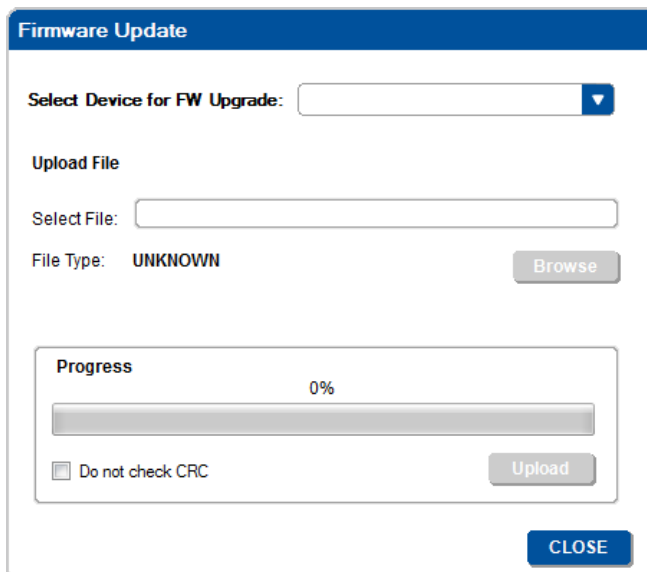 Firmware Update
Select Device for FW Upgrade:
Upload File
Select File:
File Type: UNKNOWN
Browse
Progress
0%
Do not check CRC
Upload
CLOSE